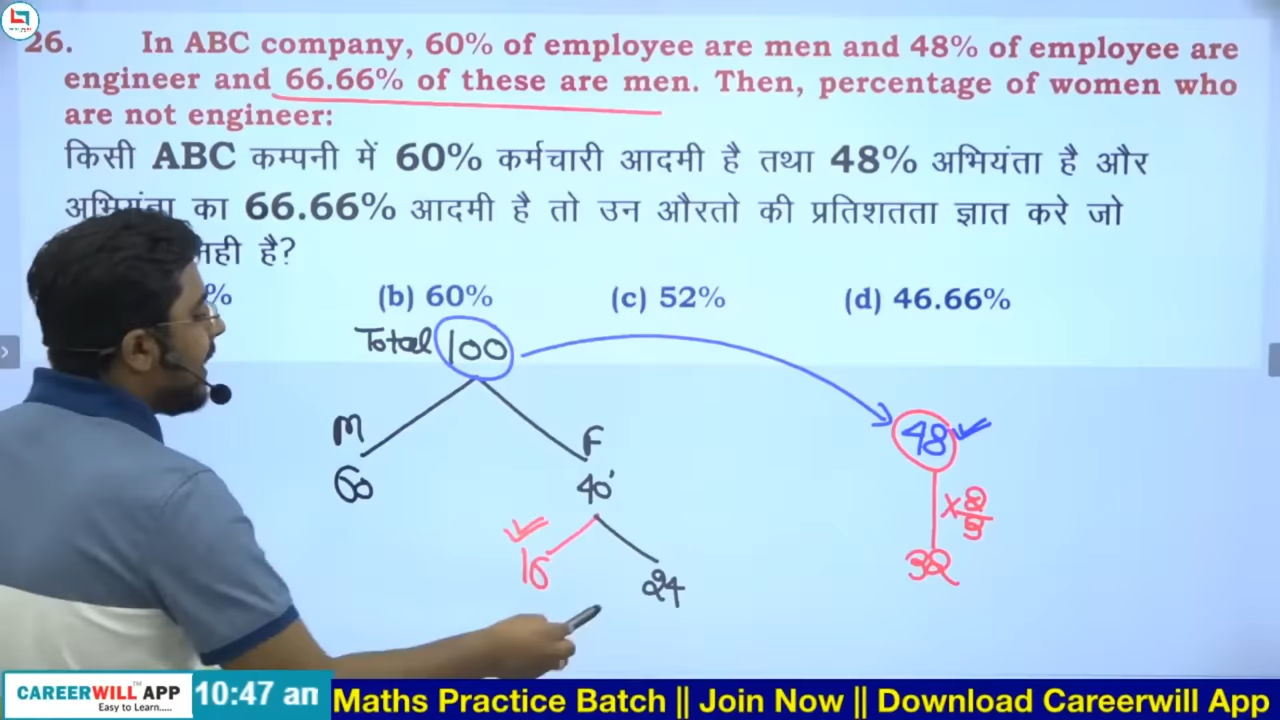 26. In ABC company, 60% of employee are men and 48% of employee are
engineer and 66.66% of these are men. Then, percentage of women who
are not engineer:
किसी ABC कम्पनी में 60% कर्मचारी आदमी है तथा 48% अभियंता है और
अभियंता का 66.66% आदमी है तो उन औरतो की प्रतिशतता ज्ञात करे जो
नही है?
% (b) 60% (c) 52% (d) 46.66%
Total 100
M F
60 40
48
16 24
×2/3
32
CAREERWILL APP
Easy to Learn.....
10:47 an
Maths Practice Batch || Join Now || Download Careerwill App